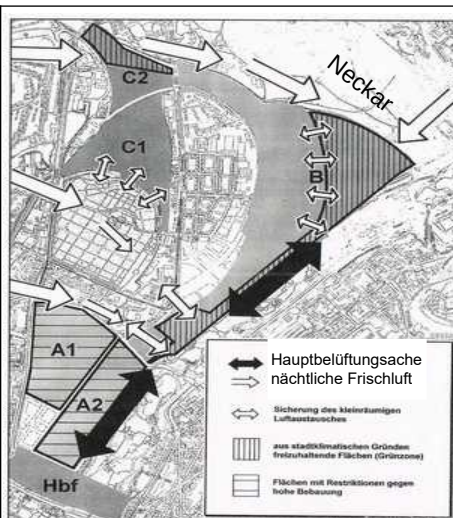 Neckar
C2
C1
B
A1
A2
Hbf
Hauptbelüftungsache
nächtliche Frischluft
Sicherung des kleinräumigen
Luftaustausches
aus stadtklimatischen Gründen
freizuhaltende Flächen (Grünzone)
Flächen mit Restriktionen gegen
hohe Bebauung